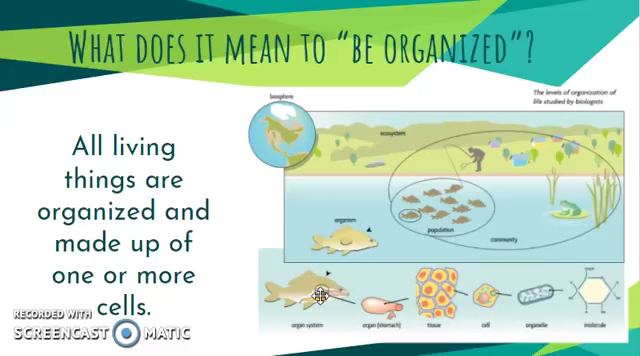 WHAT DOES IT MEAN TO "BE ORGANIZED"?
The levels of organization of
life studied by biologists
biosphere
ecosystem
All living
things are
organized and
made up of
one or more
cells.
organism
population
community
organ system
organ (stomach)
tissue
cell
organelle
molecule
RECORDED WITH
SCREENCAST MATIC